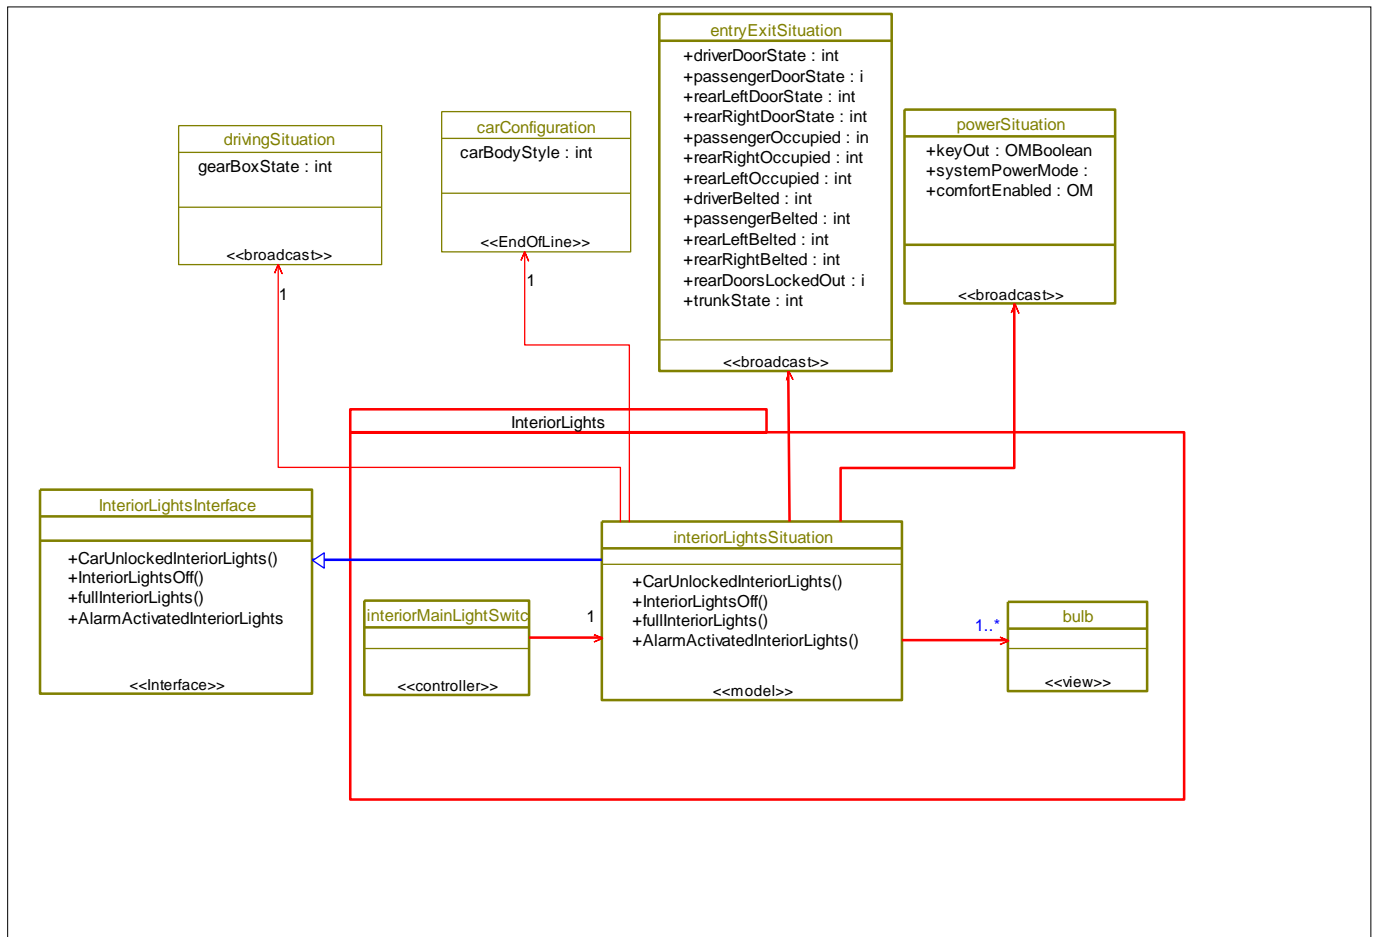 entryExitSituation
+driverDoorState : int
+passengerDoorState : i
+rearLeftDoorState : int
+rearRightDoorState : int
+passengerOccupied : in
+rearRightOccupied : int
+rearLeftOccupied : int
+driverBelted : int
+passengerBelted : int
+rearLeftBelted : int
+rearRightBelted : int
+rearDoorsLockedOut : i
+trunkState : int
<<broadcast>>
drivingSituation
gearBoxState : int
<<broadcast>>
1
carConfiguration
carBodyStyle : int
<<EndOfLine>>
1
powerSituation
+keyOut : OMBoolean
+systemPowerMode :
+comfortEnabled : OM
<<broadcast>>
InteriorLights
InteriorLightsInterface
+CarUnlockedInteriorLights()
+InteriorLightsOff()
+fullInteriorLights()
+AlarmActivatedInteriorLights
<<Interface>>
interiorMainLightSwitc
<<controller>>
1
interiorLightsSituation
+CarUnlockedInteriorLights()
+InteriorLightsOff()
+fullInteriorLights()
+AlarmActivatedInteriorLights()
<<model>>
1..*
bulb
<<view>>